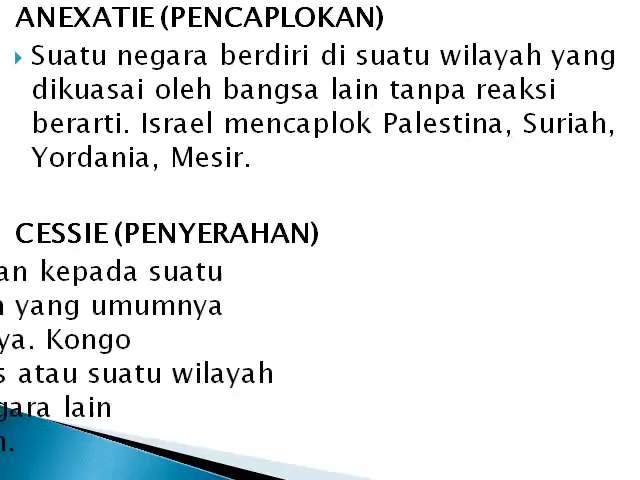 ANEXATIE (PENCAPLOKAN)
Suatu negara berdiri di suatu wilayah yang
dikuasai oleh bangsa lain tanpa reaksi
berarti. Israel mencaplok Palestina, Suriah,
Yordania, Mesir.
CESSIE (PENYERAHAN)
an kepada suatu
yang umumnya
ya. Kongo
s atau suatu wilayah
gara lain
n.